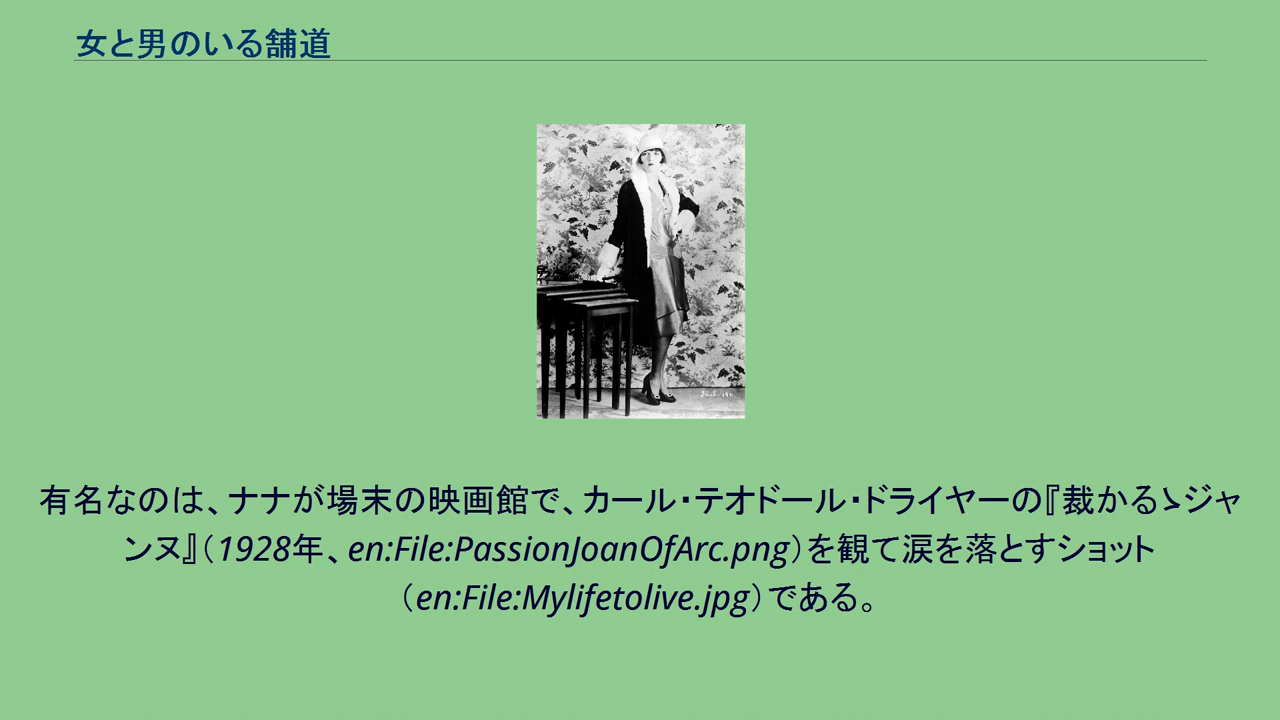 女と男のいる舗道
有名なのは、ナナが場末の映画館で、カール・テオドール・ドライヤーの『裁かるゝジャ
ンヌ』（1928年、en:File:PassionJoanOfArc.png）を観て涙を落とすショット
（en:File:Mylifetolive.jpg）である。